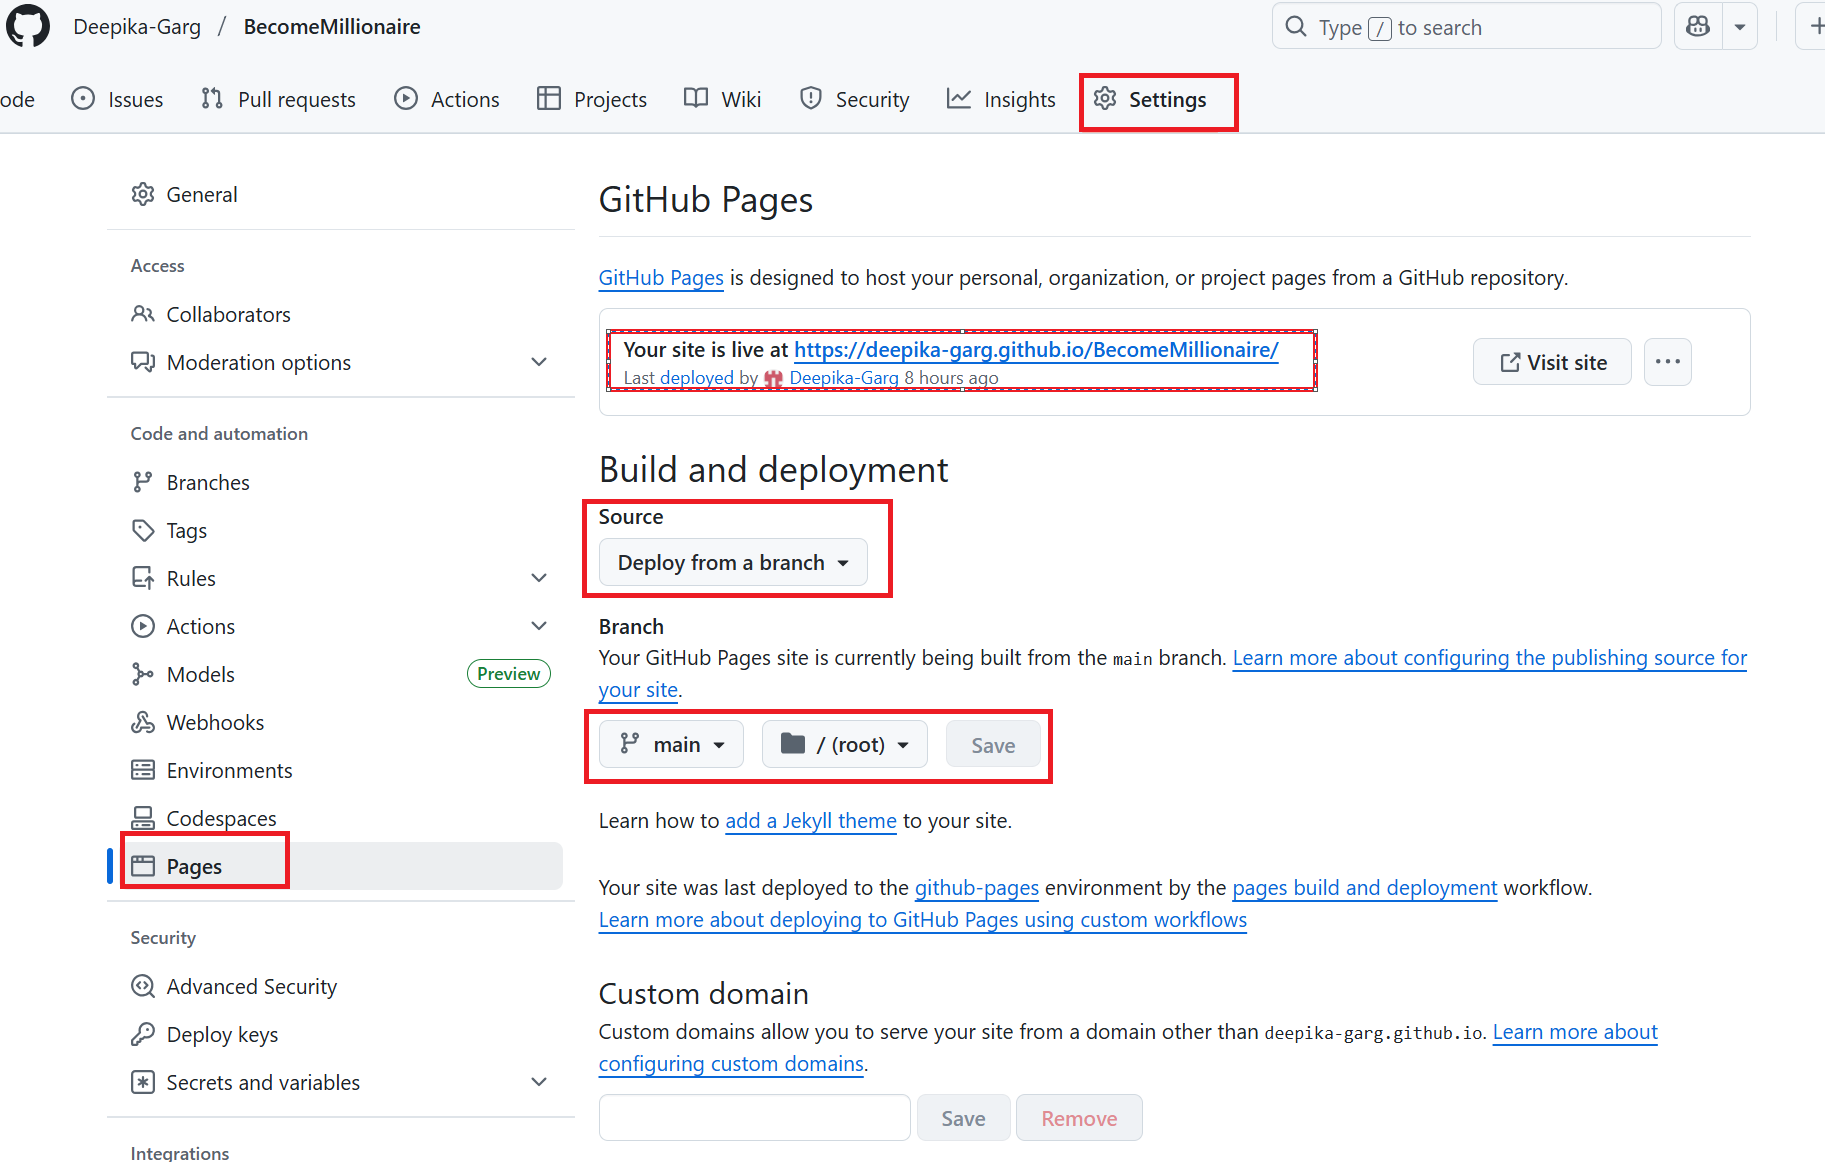 Deepika-Garg / BecomeMillionaire
Type / to search
ode Issues Pull requests Actions Projects Wiki Security Insights Settings
General
Access
Collaborators
Moderation options
Code and automation
Branches
Tags
Rules
Actions
Models Preview
Webhooks
Environments
Codespaces
Pages
Security
Advanced Security
Deploy keys
Secrets and variables
Integrations
GitHub Pages
GitHub Pages is designed to host your personal, organization, or project pages from a GitHub repository.
Your site is live at https://deepika-garg.github.io/BecomeMillionaire/
Last deployed by Deepika-Garg 8 hours ago
Visit site
Build and deployment
Source
Deploy from a branch
Branch
Your GitHub Pages site is currently being built from the main branch. Learn more about configuring the publishing source for
your site.
main / (root) Save
Learn how to add a Jekyll theme to your site.
Your site was last deployed to the github-pages environment by the pages build and deployment workflow.
Learn more about deploying to GitHub Pages using custom workflows
Custom domain
Custom domains allow you to serve your site from a domain other than deepika-garg.github.io. Learn more about
configuring custom domains.
Save Remove